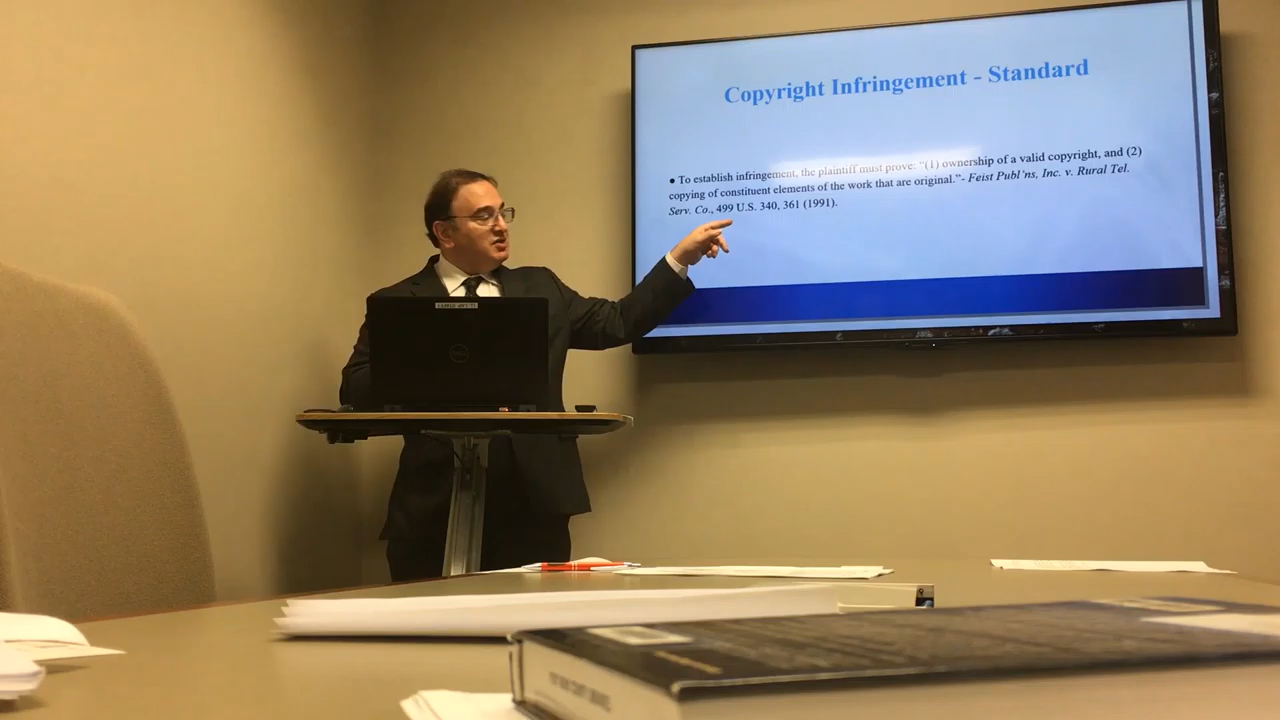 Copyright Infringement - Standard
● To establish infringement, the plaintiff must prove: “(1) ownership of a valid copyright, and (2)
copying of constituent elements of the work that are original.”- Feist Publ’ns, Inc. v. Rural Tel.
Serv. Co., 499 U.S. 340, 361 (1991).